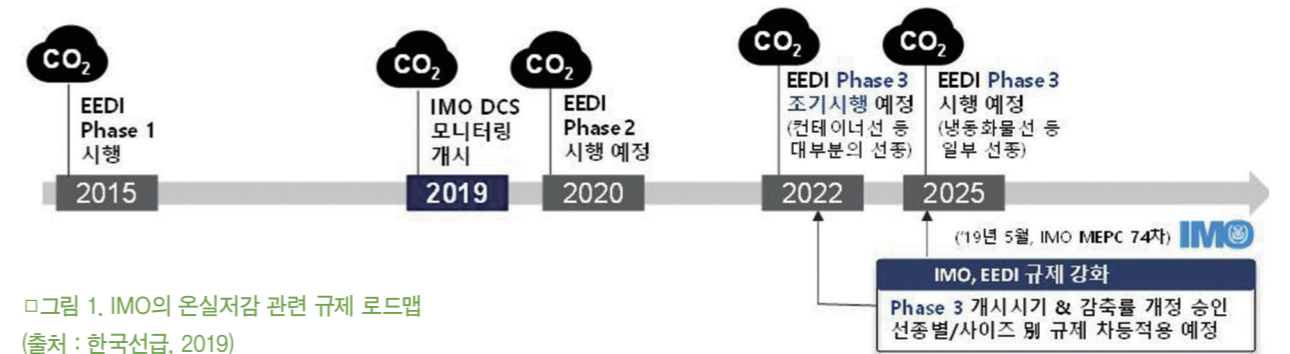 CO2
EEDI
Phase 1
시행
2015
CO2
IMO DCS
모니터링
개시
2019
CO2
EEDI
Phase 2
시행 예정
2020
CO2
EEDI Phase 3
조기시행 예정
(컨테이너선 등
대부분의 선종)
2022
CO2
EEDI Phase 3
시행 예정
(냉동화물선 등
일부 선종)
2025
('19년 5월, IMO MEPC 74차) IMO
IMO, EEDI 규제 강화
Phase 3 개시시기 & 감축률 개정 승인
선종별/사이즈 別 규제 차등적용 예정
□그림 1. IMO의 온실저감 관련 규제 로드맵
(출처 : 한국선급, 2019)